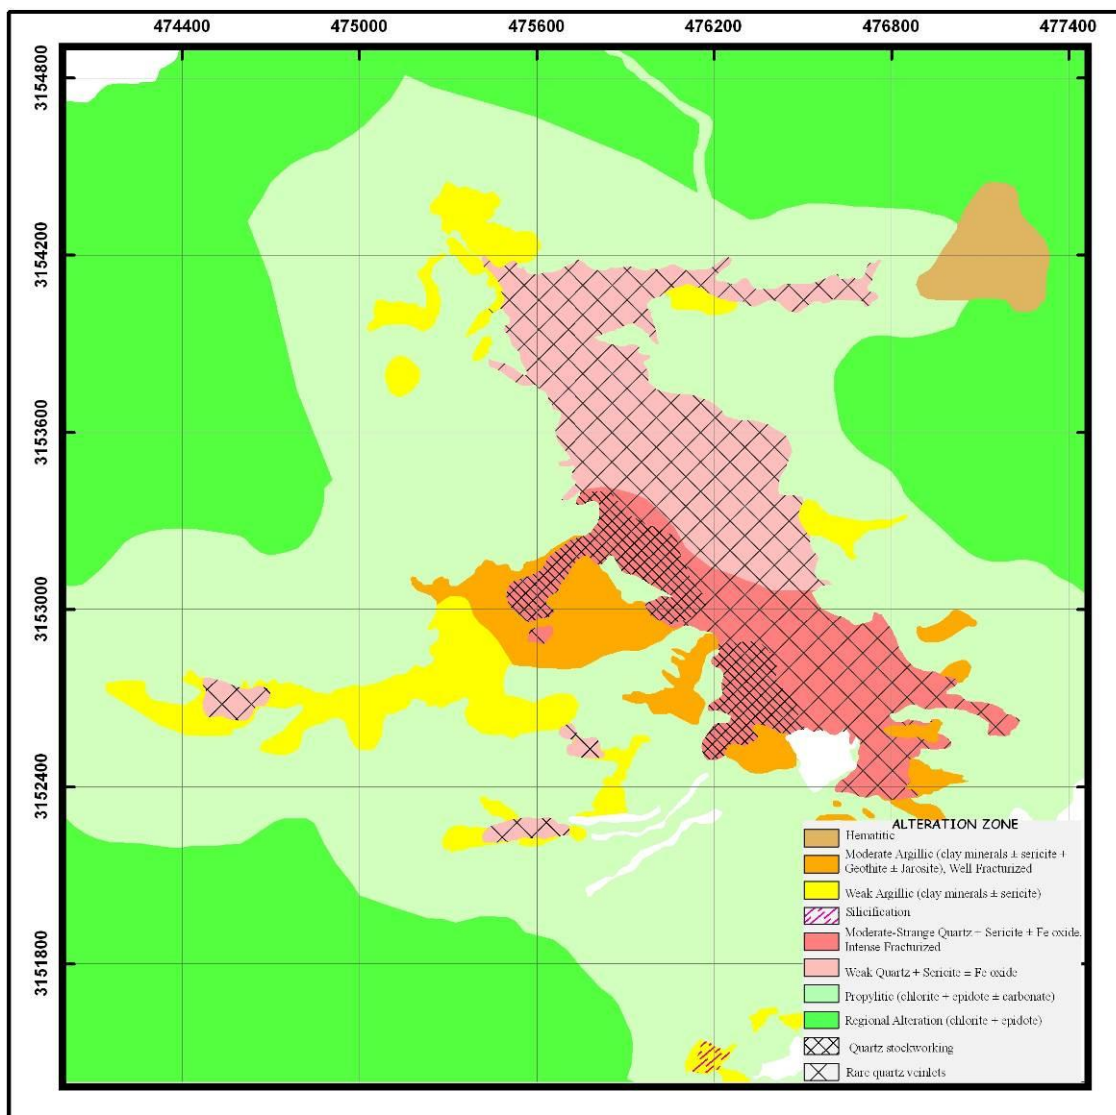 474400 475000 475600 476200 476800 477400
3154800
3154200
3153600
3153000
3152400
3151800
ALTERATION ZONE
Hematitic
Moderate Argillic (clay minerals ± sericite +
Geothite ± Jarosite), Well Fracturized
Weak Argillic (clay minerals ± sericite)
Silicification
Moderate-Strange Quartz + Sericite + Fe oxide.
Intense Fracturized
Weak Quartz + Sericite = Fe oxide
Propylitic (chlorite + epidote ± carbonate)
Regional Alteration (chlorite + epidote)
Quartz stockworking
Rare quartz veinlets